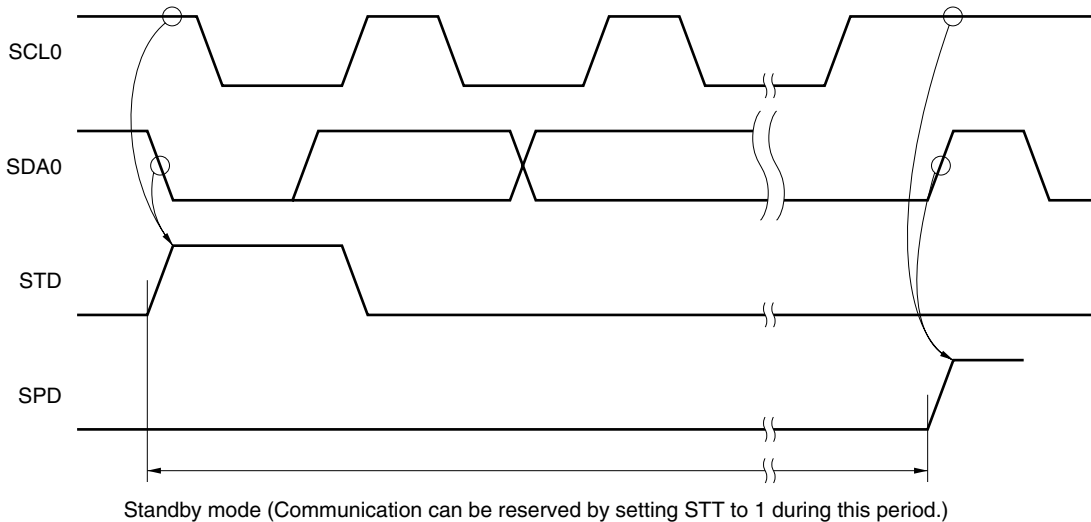 SCL0
SDA0
STD
SPD
Standby mode (Communication can be reserved by setting STT to 1 during this period.)